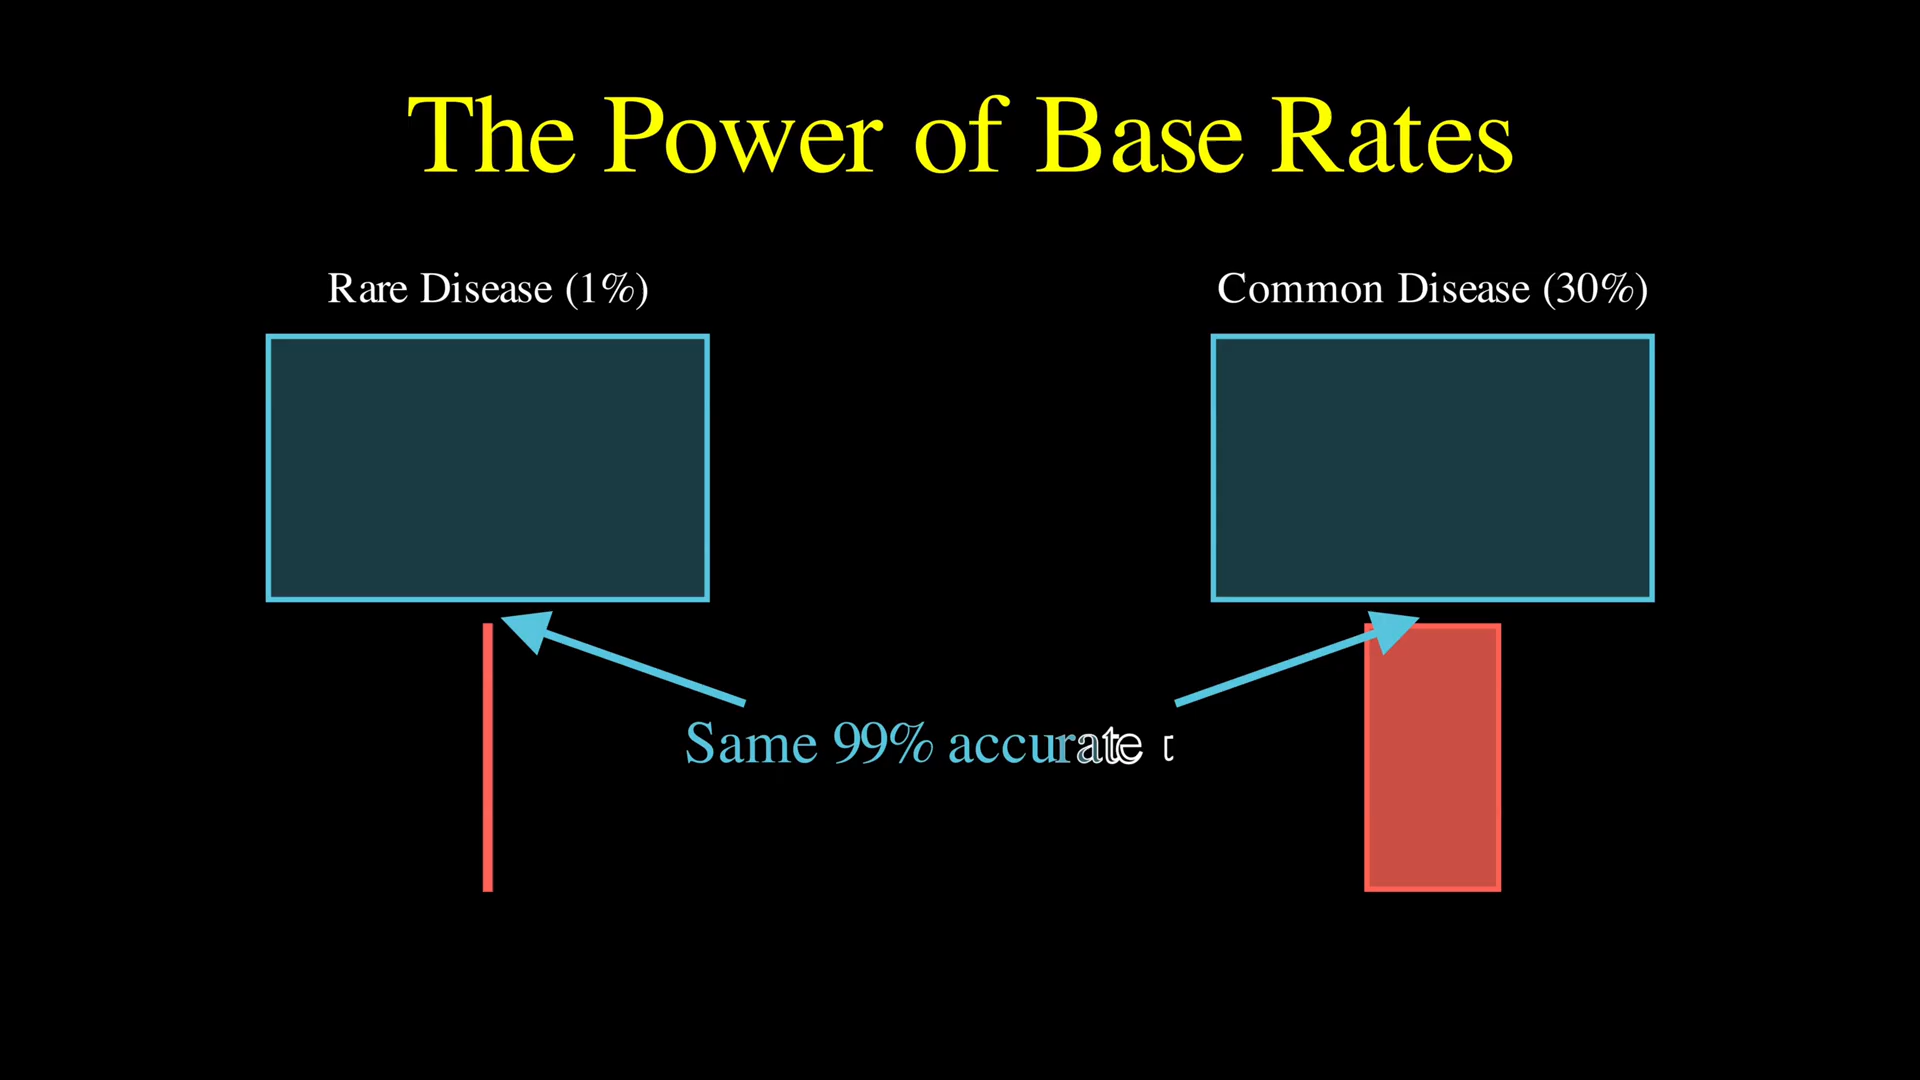 The Power of Base Rates
Rare Disease (1%)
Common Disease (30%)
Same 99% accurate